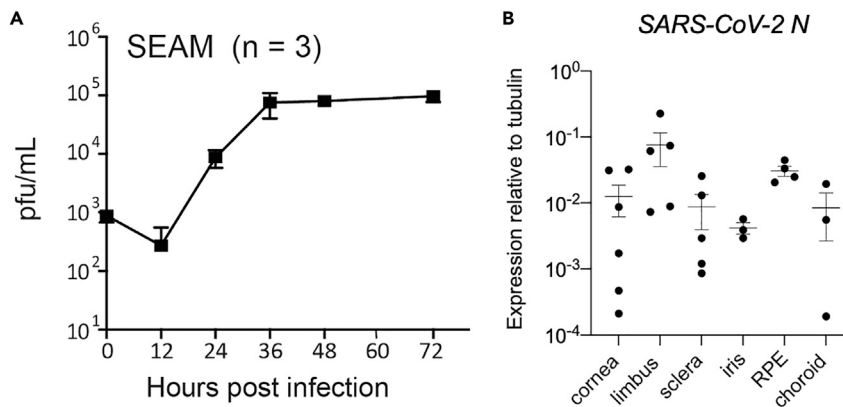 A
SEAM (n = 3)
pfu/mL
10^6
10^5
10^4
10^3
10^2
10^1
0 12 24 36 48 60 72
Hours post infection
B
SARS-CoV-2 N
Expression relative to tubulin
10^0
10^-1
10^-2
10^-3
10^-4
cornea
limbus
sclera
iris
RPE
choroid